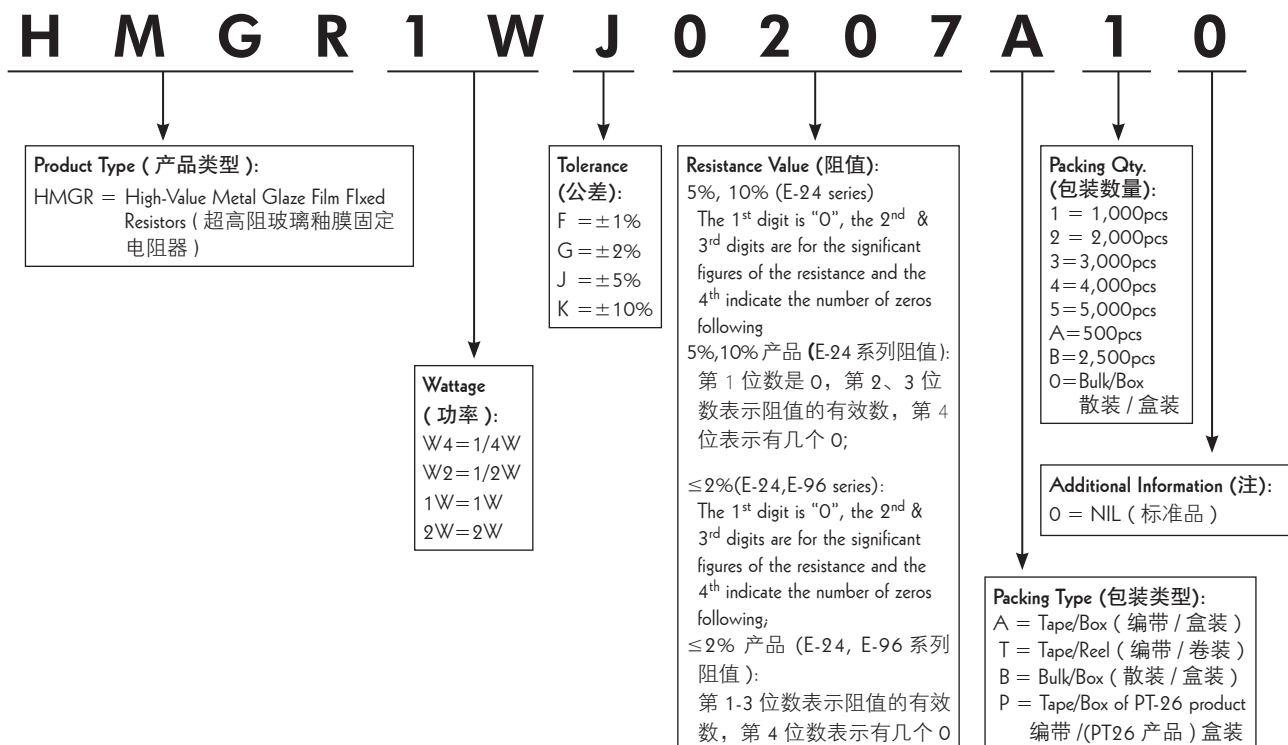 HMGR1WJ0207A10
Product Type ( 产品类型 ):
HMGR = High-Value Metal Glaze Film FIxed
Resistors ( 超高阻玻璃釉膜固定
电阻器 )
Wattage
( 功率 ):
W4=1/4W
W2=1/2W
1W=1W
2W=2W
Tolerance
(公差):
F =±1%
G=±2%
J =±5%
K =±10%
Resistance Value (阻值):
5%, 10% (E-24 series)
The 1st digit is “0”, the 2nd &
3rd digits are for the significant
figures of the resistance and the
4th indicate the number of zeros
following
5%,10% 产品 (E-24 系列阻值):
第 1 位数是 0，第 2、3 位
数表示阻值的有效数，第 4
位表示有几个 0;
≤2%(E-24,E-96 series):
The 1st digit is “0”, the 2nd &
3rd digits are for the significant
figures of the resistance and the
4th indicate the number of zeros
following;
≤2% 产品 (E-24, E-96 系列
阻值 ):
第 1-3 位数表示阻值的有效
数，第 4 位数表示有几个 0
Packing Qty.
(包装数量):
1 = 1,000pcs
2 = 2,000pcs
3=3,000pcs
4=4,000pcs
5=5,000pcs
A=500pcs
B=2,500pcs
0=Bulk/Box
散装 / 盒装
Additional Information (注):
0 = NIL ( 标准品 )
Packing Type (包装类型):
A = Tape/Box ( 编带 / 盒装 )
T = Tape/Reel ( 编带 / 卷装 )
B = Bulk/Box ( 散装 / 盒装 )
P = Tape/Box of PT-26 product
编带 /(PT26 产品 ) 盒装